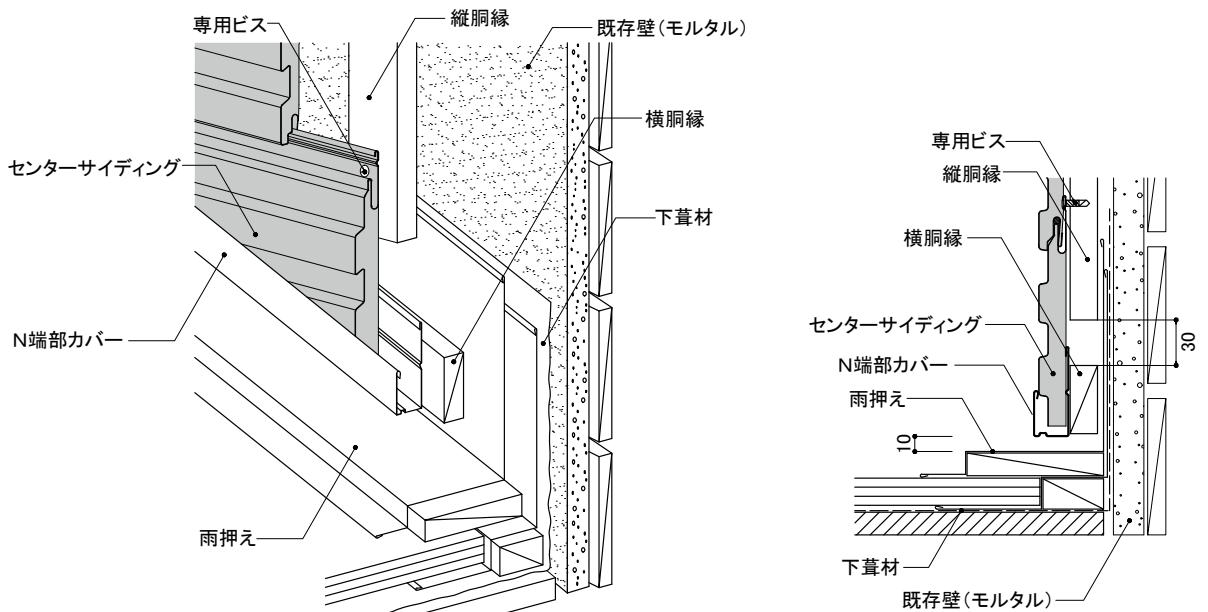 専用ビス
縦胴縁
既存壁（モルタル）
横胴縁
センターサイディング
下葺材
N端部カバー
雨押え
専用ビス
縦胴縁
横胴縁
センターサイディング
N端部カバー
雨押え
30
10
下葺材
既存壁（モルタル）